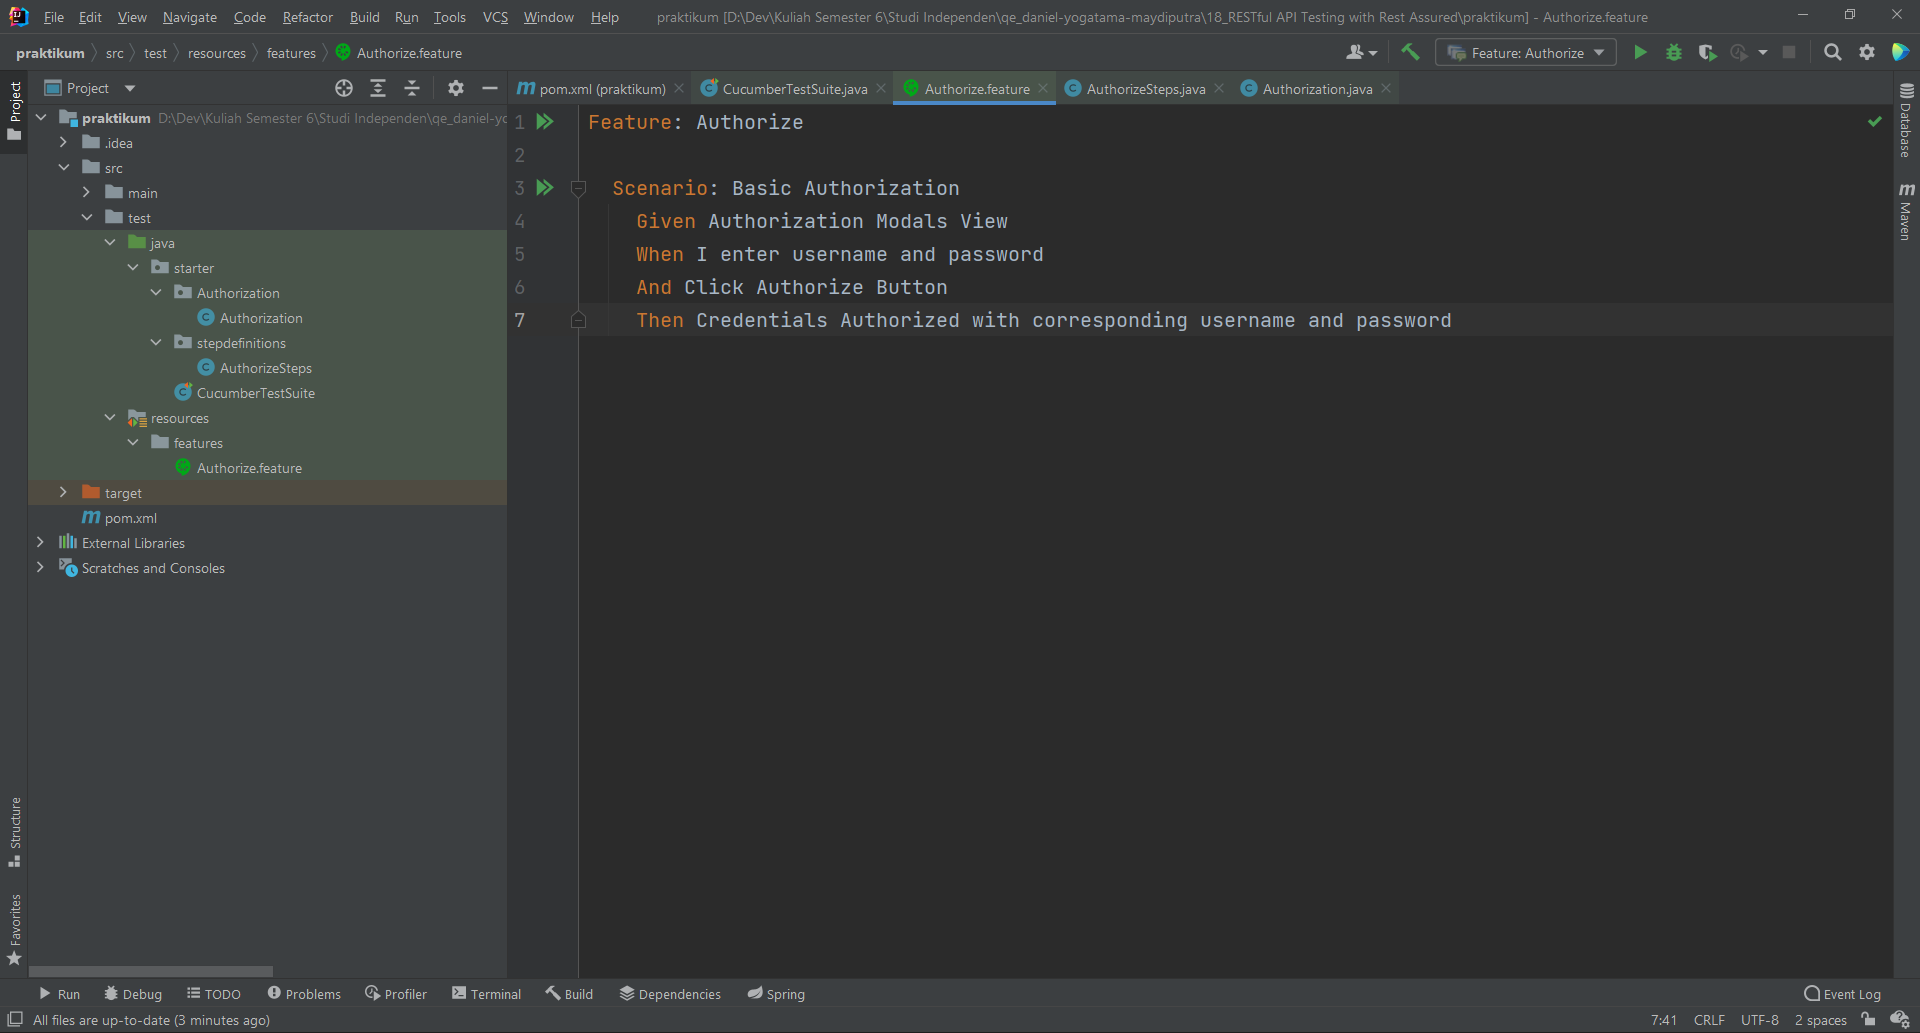 File Edit View Navigate Code Refactor Build Run Tools VCS Window Help praktikum [D:\Dev\Kuliah Semester 6\Studi Independen\qe_daniel-yogatama-maydiputra\18_RESTful API Testing with Rest Assured\praktikum] - Authorize.feature
praktikum src test resources features Authorize.feature
Feature: Authorize
Project
pom.xml (praktikum) CucumberTestSuite.java Authorize.feature AuthorizeSteps.java Authorization.java
Project
Structure
Favorites
praktikum D:\Dev\Kuliah Semester 6\Studi Independen\qe_daniel-yo
.idea
src
main
test
java
starter
Authorization
Authorization
stepdefinitions
AuthorizeSteps
CucumberTestSuite
resources
features
Authorize.feature
target
pom.xml
External Libraries
Scratches and Consoles
1 Feature: Authorize
2
3 Scenario: Basic Authorization
4 Given Authorization Modals View
5 When I enter username and password
6 And Click Authorize Button
7 Then Credentials Authorized with corresponding username and password
Database
Maven
Run Debug TODO Problems Profiler Terminal Build Dependencies Spring Event Log
All files are up-to-date (3 minutes ago) 7:41 CRLF UTF-8 2 spaces